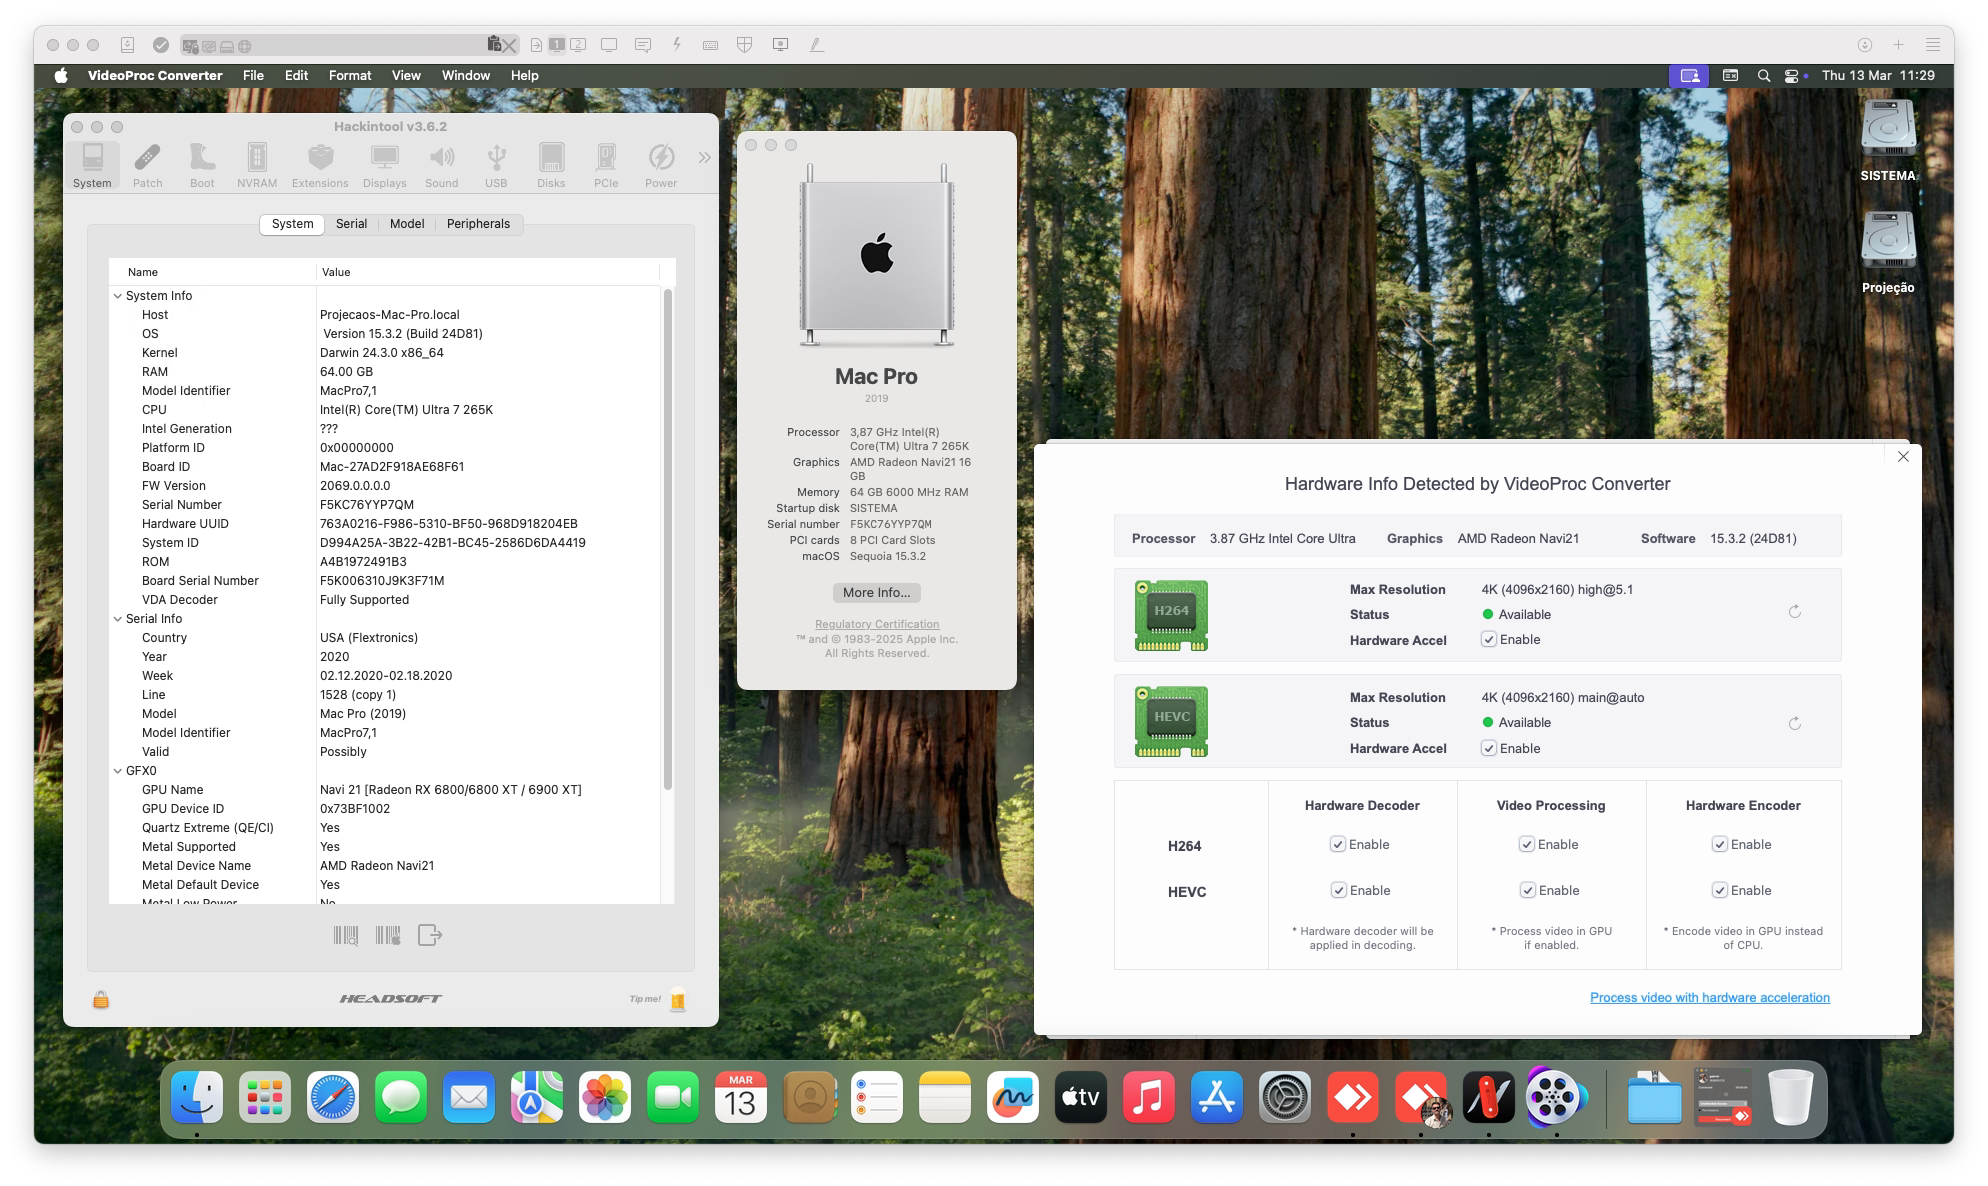 1
2
VideoProc Converter File Edit Format View Window Help
Thu 13 Mar 11:29
Hackintool v3.6.2
System Patch Boot NVRAM Extensions Displays Sound USB Disks PCIe Power
System Serial Model Peripherals
Name Value
System Info
Host Projecaos-Mac-Pro.local
OS Version 15.3.2 (Build 24D81)
Kernel Darwin 24.3.0 x86_64
RAM 64.00 GB
Model Identifier MacPro7,1
CPU Intel(R) Core(TM) Ultra 7 265K
Intel Generation ???
Platform ID 0x00000000
Board ID Mac-27AD2F918AE68F61
FW Version 2069.0.0.0.0
Serial Number F5KC76YYP7QM
Hardware UUID 763A0216-F986-5310-BF50-968D918204EB
System ID D994A25A-3B22-42B1-BC45-2586D6DA4419
ROM A4B1972491B3
Board Serial Number F5K006310J9K3F71M
VDA Decoder Fully Supported
Serial Info
Country USA (Flextronics)
Year 2020
Week 02.12.2020-02.18.2020
Line 1528 (copy 1)
Model Mac Pro (2019)
Model Identifier MacPro7,1
Valid Possibly
GFX0
GPU Name Navi 21 [Radeon RX 6800/6800 XT / 6900 XT]
GPU Device ID 0x73BF1002
Quartz Extreme (QE/CI) Yes
Metal Supported Yes
Metal Device Name AMD Radeon Navi21
Metal Default Device Yes
Metal Low Power No
HEADSOFT
Tip me!
Mac Pro
2019
Processor 3,87 GHz Intel(R)
Core(TM) Ultra 7 265K
Graphics AMD Radeon Navi21 16
GB
Memory 64 GB 6000 MHz RAM
Startup disk SISTEMA
Serial number F5KC76YYP7QM
PCI cards 8 PCI Card Slots
macOS Sequoia 15.3.2
More Info...
Regulatory Certification
™ and © 1983-2025 Apple Inc.
All Rights Reserved.
SISTEMA
Projeção
Hardware Info Detected by VideoProc Converter
Processor 3.87 GHz Intel Core Ultra Graphics AMD Radeon Navi21 Software 15.3.2 (24D81)
H264
Max Resolution 4K (4096x2160) high@5.1
Status Available
Hardware Accel Enable
HEVC
Max Resolution 4K (4096x2160) main@auto
Status Available
Hardware Accel Enable
Hardware Decoder Video Processing Hardware Encoder
H264 Enable Enable Enable
HEVC Enable Enable Enable
* Hardware decoder will be
applied in decoding.
* Process video in GPU
if enabled.
* Encode video in GPU instead
of CPU.
Process video with hardware acceleration
MAR
13
tv